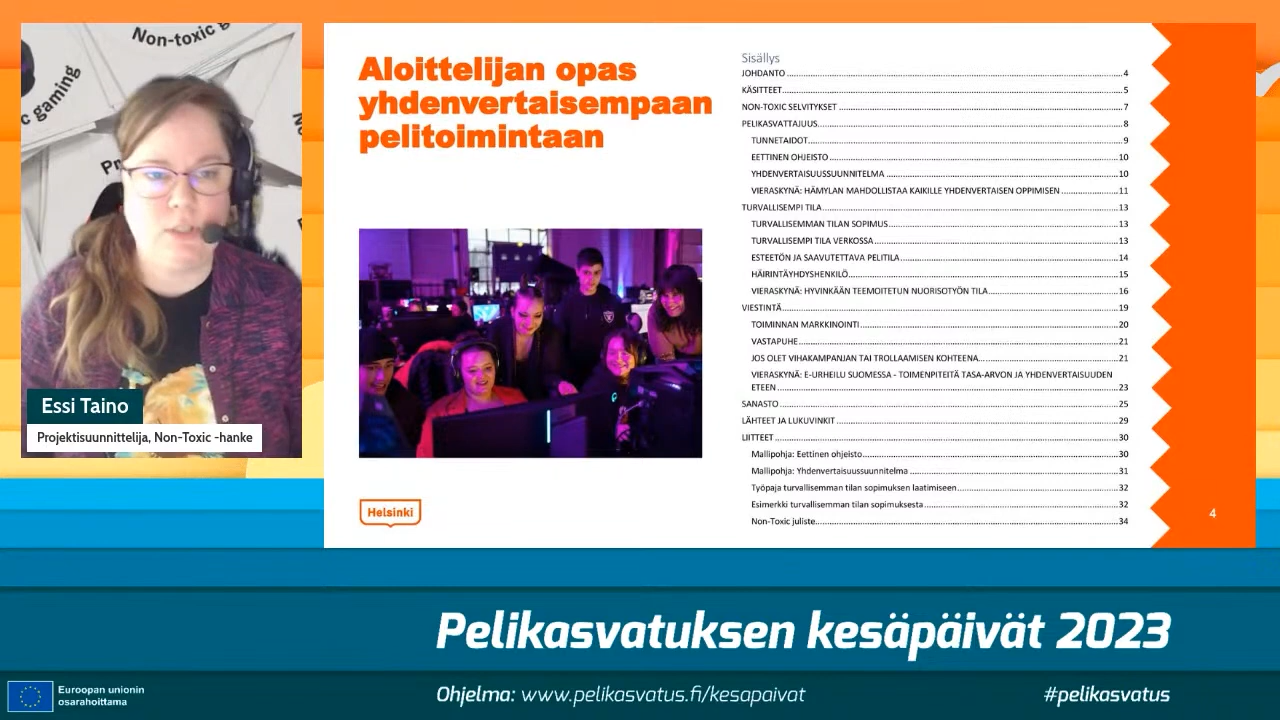 Non-toxic g
c gaming
Pr
No
Essi Taino
Projektisuunnittelija, Non-Toxic -hanke
Aloittelijan opas
yhdenvertaisempaan
pelitoimintaan
Helsinki
Sisällys
JOHDANTO 4
KÄSITTEET 5
NON-TOXIC SELVITYKSET 7
PELIKASVATTAJUUS 8
TUNNETAIDOT 9
EETTINEN OHJEISTO 10
YHDENVERTAISUUSSUUNNITELMA 10
VIERASKYNÄ: HÄMYLAN MAHDOLLISTAA KAIKILLE YHDENVERTAISEN OPPIMISEN 11
TURVALLISEMPI TILA 13
TURVALLISEMMAN TILAN SOPIMUS 13
TURVALLISEMPI TILA VERKOSSA 13
ESTEETÖN JA SAAVUTETTAVA PELITILA 14
HÄIRINTÄYHDYSHENKILÖ 15
VIERASKYNÄ: HYVINKÄÄN TEEMOITETUN NUORISOTYÖN TILA 16
VIESTINTÄ 19
TOIMINNAN MARKKINOINTI 20
VASTAPUHE 21
JOS OLET VIHAKAMPANJAN TAI TROLLAAMISEN KOHTEENA 21
VIERASKYNÄ: E-URHEILU SUOMESSA - TOIMENPITEITÄ TASA-ARVON JA YHDENVERTAISUUDEN
ETEEN 23
SANASTO 25
LÄHTEET JA LUKUVINKIT 29
LIITTEET 30
Mallipohja: Eettinen ohjeisto 30
Mallipohja: Yhdenvertaisuussuunnitelma 31
Työpaja turvallisemman tilan sopimuksen laatimiseen 32
Esimerkki turvallisemman tilan sopimuksesta 32
Non-Toxic juliste 34
4
Pelikasvatuksen kesäpäivät 2023
Euroopan unionin
osarahoittama
Ohjelma: www.pelikasvatus.fi/kesapaivat
#pelikasvatus